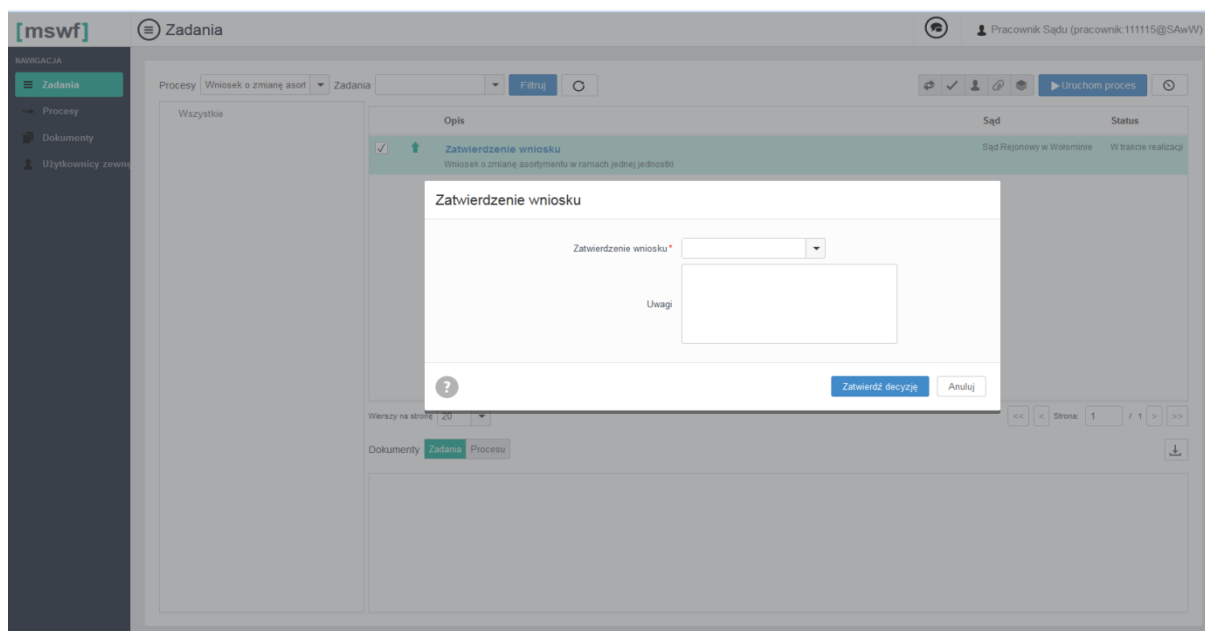 [mswf]
Zadania
Pracownik Sądu (pracownik:111115@SAwW)
NAWIGACJA
Zadania
Procesy
Dokumenty
Użytkownicy zewnę
Procesy Wniosek o zmianę asort Zadania Filtruj Uruchom proces
Wszystkie
Opis Sąd Status
Zatwierdzenie wniosku Sąd Rejonowy w Wołominie W trakcie realizacji
Wniosek o zmianę asortymentu w ramach jednej jednostki
Zatwierdzenie wniosku
Zatwierdzenie wniosku*
Uwagi
?
Zatwierdź decyzję Anuluj
Wierszy na stronę 20 << < Strona: 1 / 1 > >>
Dokumenty Zadania Procesu